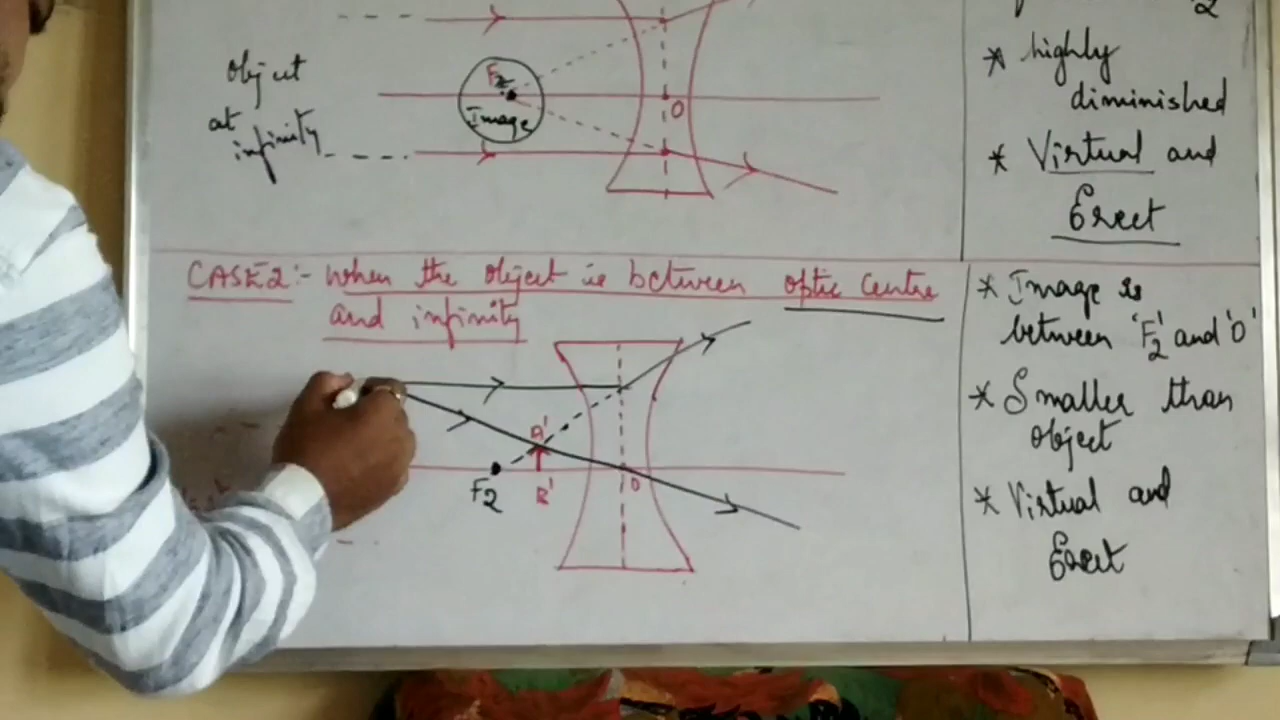 2
* highly
diminished
* Virtual and
Erect
Object
at
infinity
F2
Image
O
CASE 2:- When the object is between optic centre
and infinity
A'
F2
B'
O
* Image is
between 'F2' and 'O'
* Smaller than
object
* Virtual and
Erect